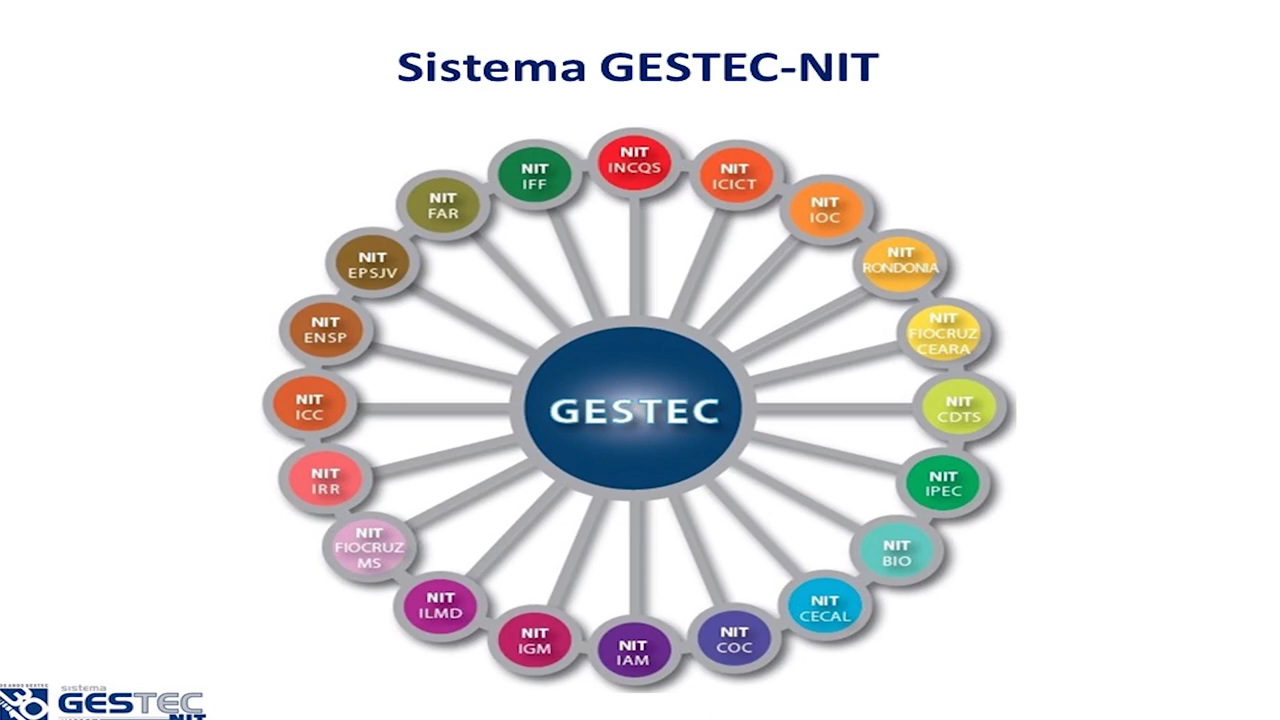 Sistema GESTEC-NIT
NIT
INCQS
NIT
ICICT
NIT
IOC
NIT
RONDONIA
NIT
FIOCRUZ
CEARA
NIT
CDTS
NIT
IPEC
NIT
BIO
NIT
CECAL
NIT
COC
NIT
IAM
NIT
IGM
NIT
ILMD
NIT
FIOCRUZ
MS
NIT
IRR
NIT
ICC
NIT
ENSP
NIT
EPSJV
NIT
FAR
NIT
IFF
GESTEC
sistema
GESTEC
NIT